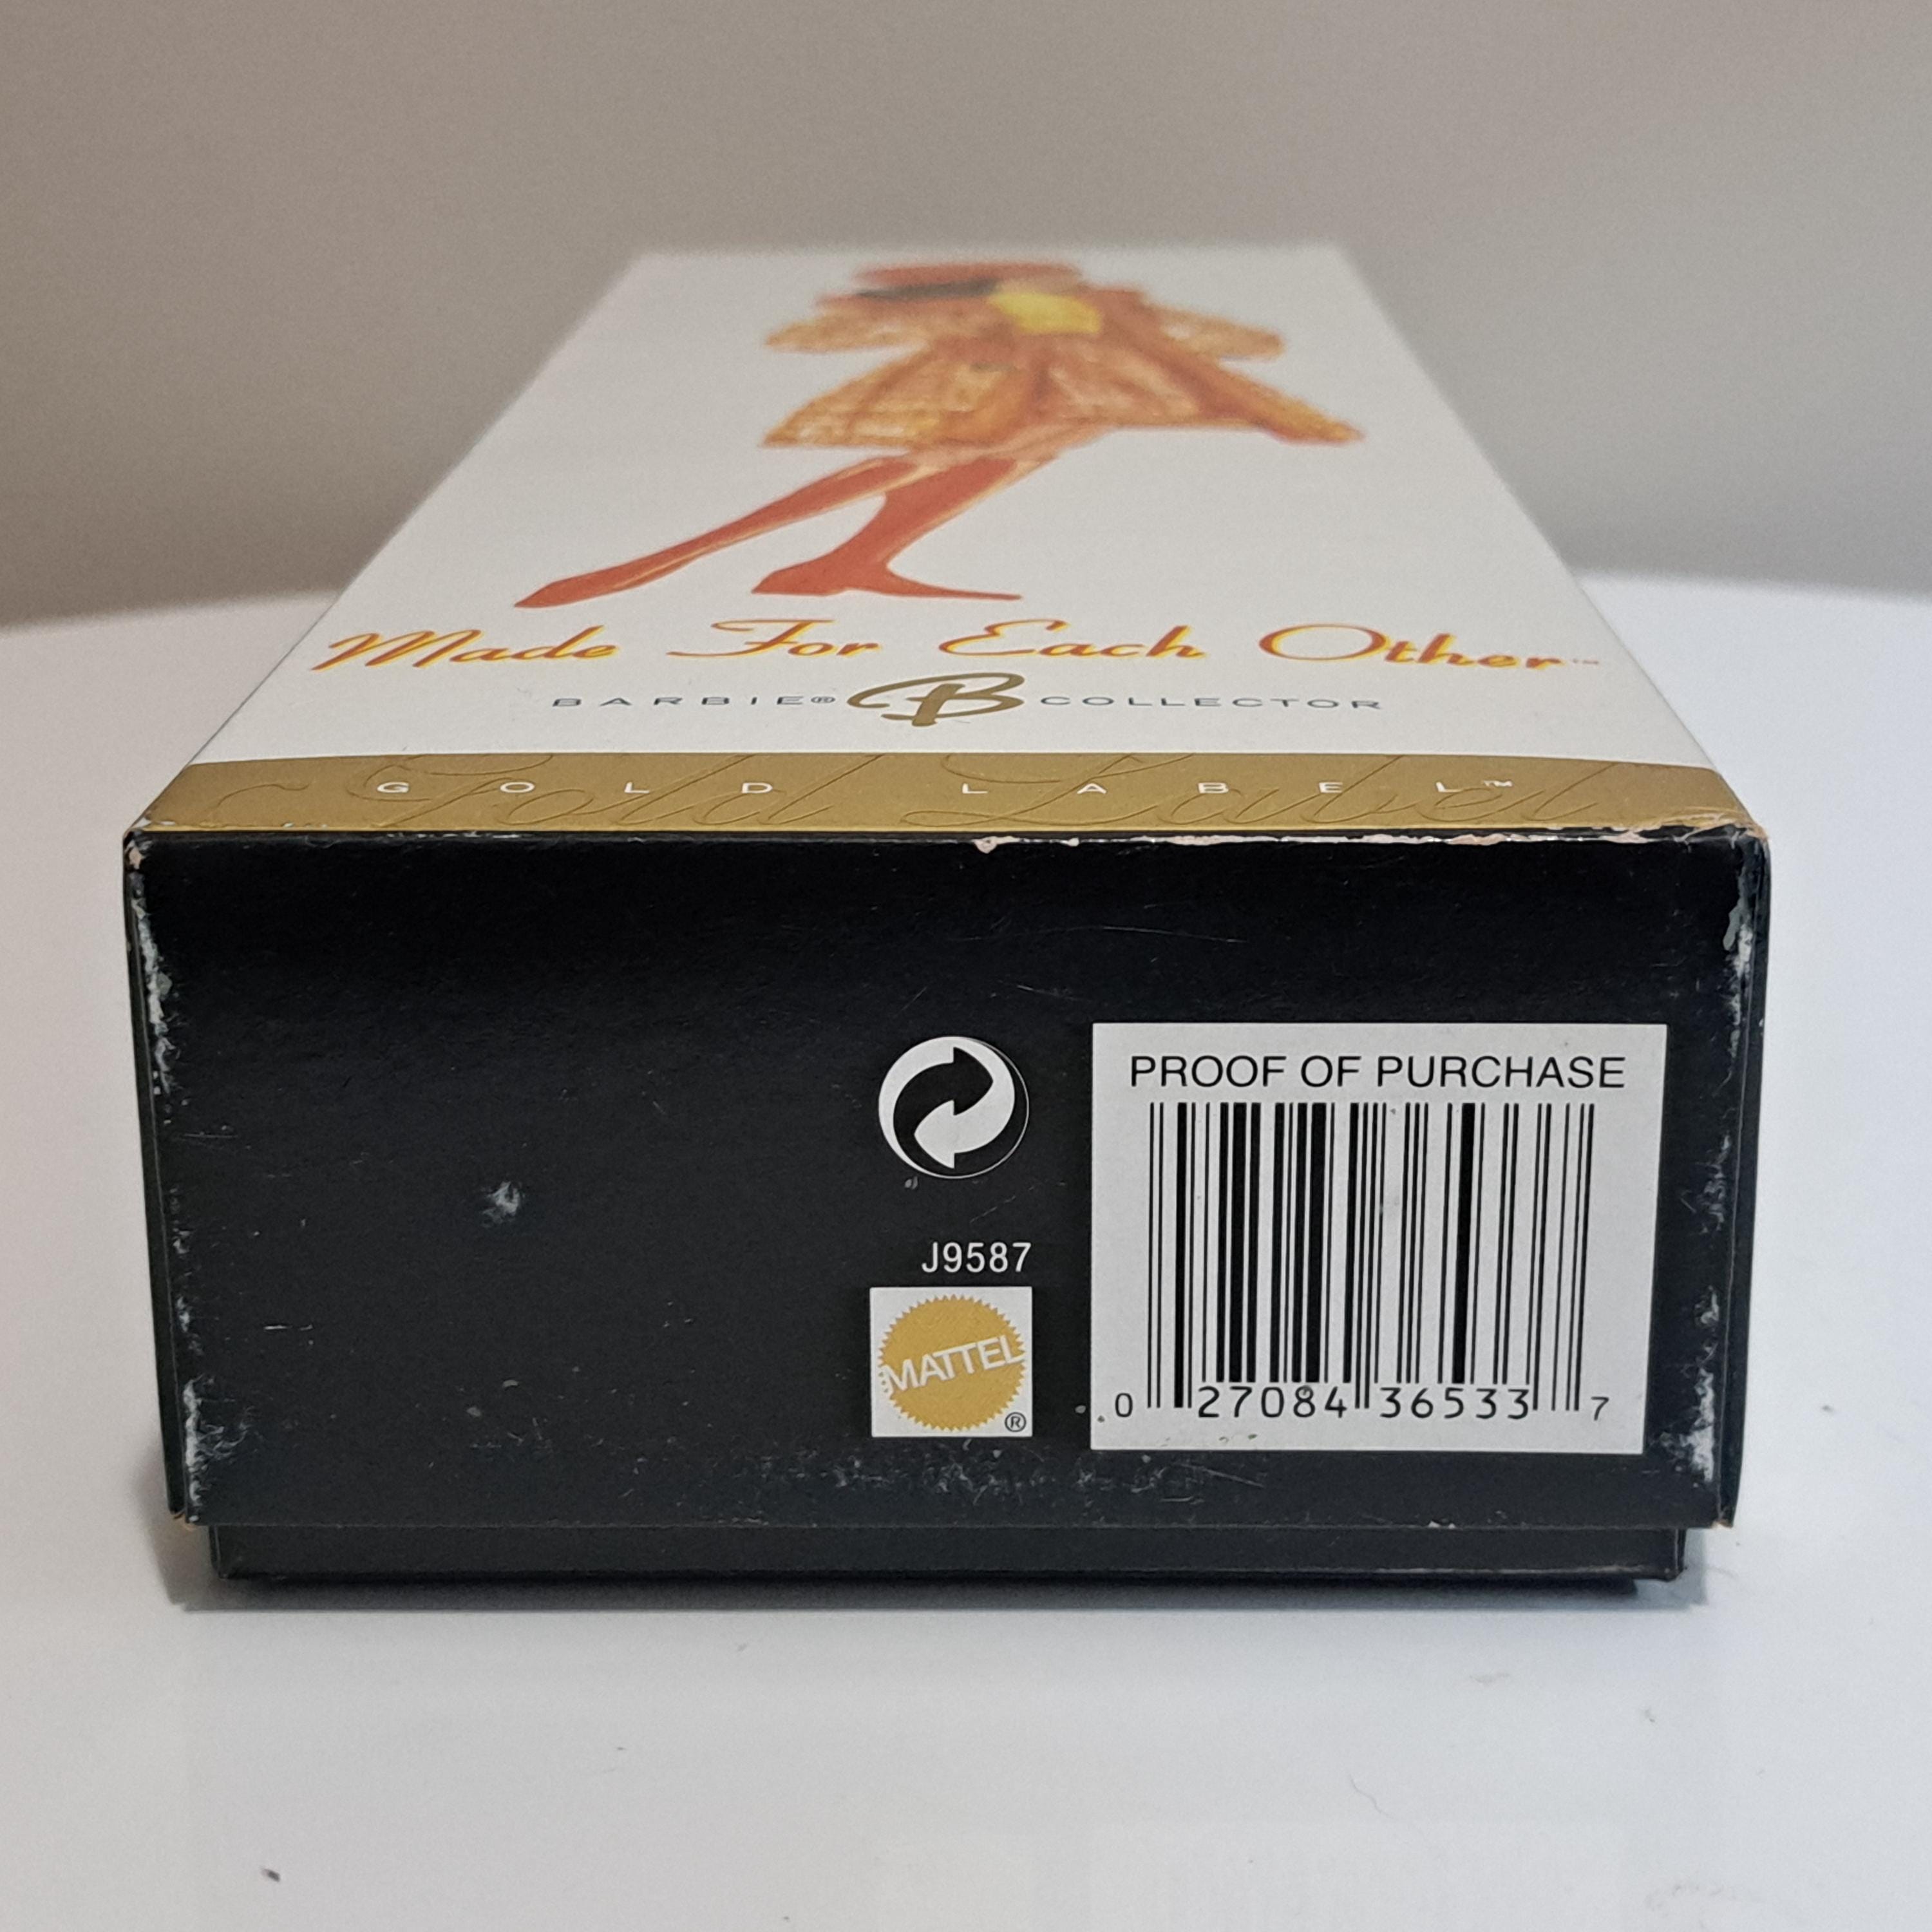 Made For Each Other™
BARBIE® B COLLECTOR
GOLD LABEL™
Gold Label
PROOF OF PURCHASE
J9587
MATTEL
®
0 27084 36533 7